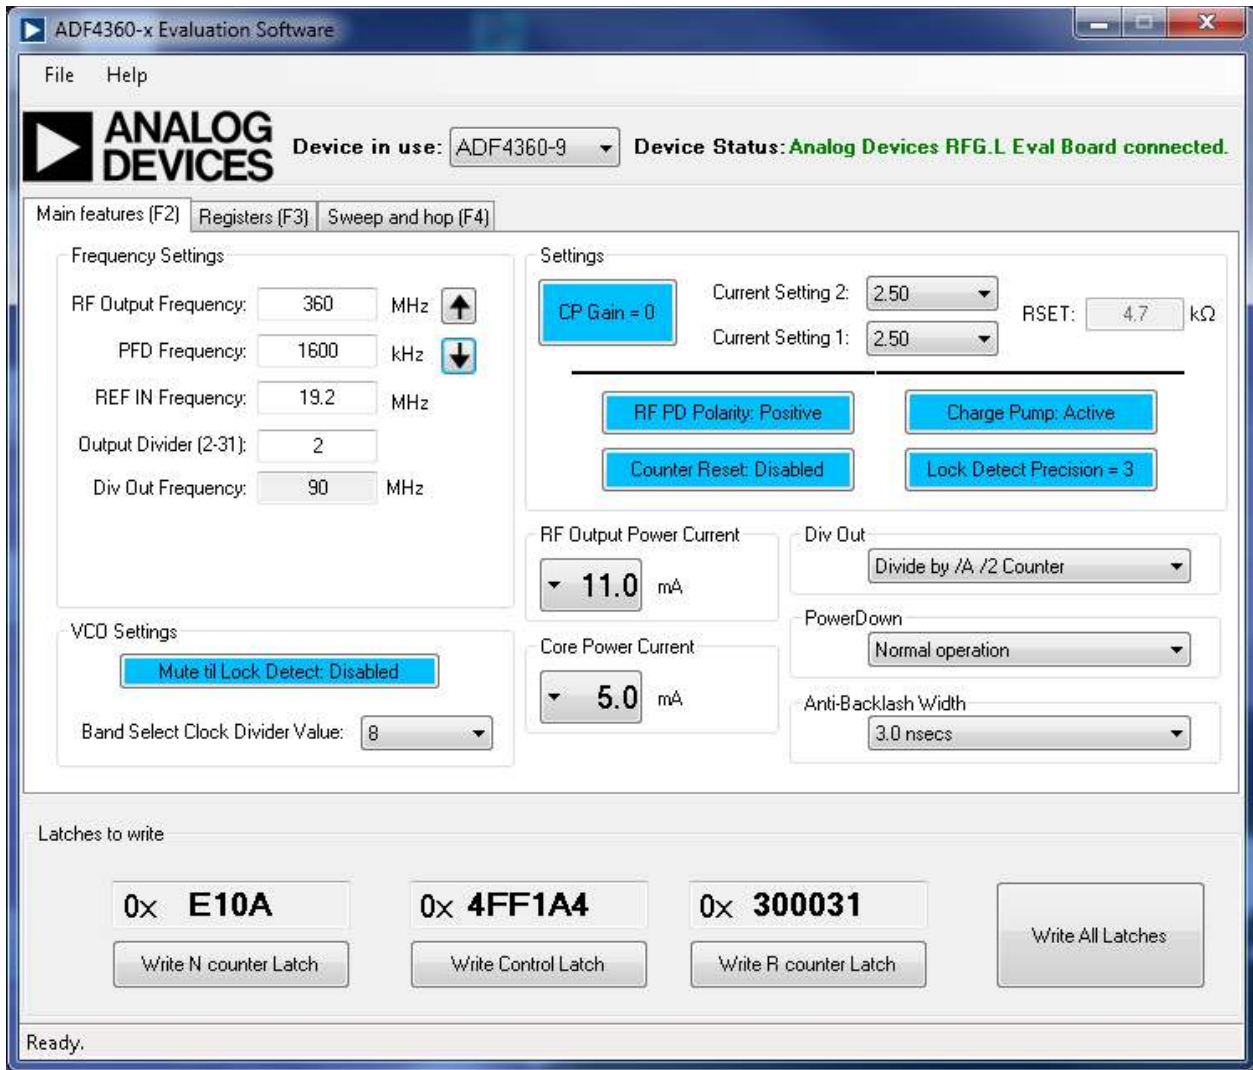 ADF4360-x Evaluation Software
File Help
ANALOG DEVICES
Device in use: ADF4360-9 Device Status: Analog Devices RFG.L Eval Board connected.
Main features (F2) Registers (F3) Sweep and hop (F4)
Frequency Settings
RF Output Frequency: 360 MHz
PFD Frequency: 1600 kHz
REF IN Frequency: 19.2 MHz
Output Divider (2-31): 2
Div Out Frequency: 90 MHz
VCO Settings
Mute til Lock Detect: Disabled
Band Select Clock Divider Value: 8
Settings
CP Gain = 0
Current Setting 2: 2.50
Current Setting 1: 2.50
RSET: 4.7 kΩ
RF PD Polarity: Positive
Charge Pump: Active
Counter Reset: Disabled
Lock Detect Precision = 3
RF Output Power Current
11.0 mA
Core Power Current
5.0 mA
Div Out
Divide by /A /2 Counter
PowerDown
Normal operation
Anti-Backlash Width
3.0 nsecs
Latches to write
0x E10A
0x 4FF1A4
0x 300031
Write N counter Latch
Write Control Latch
Write R counter Latch
Write All Latches
Ready.